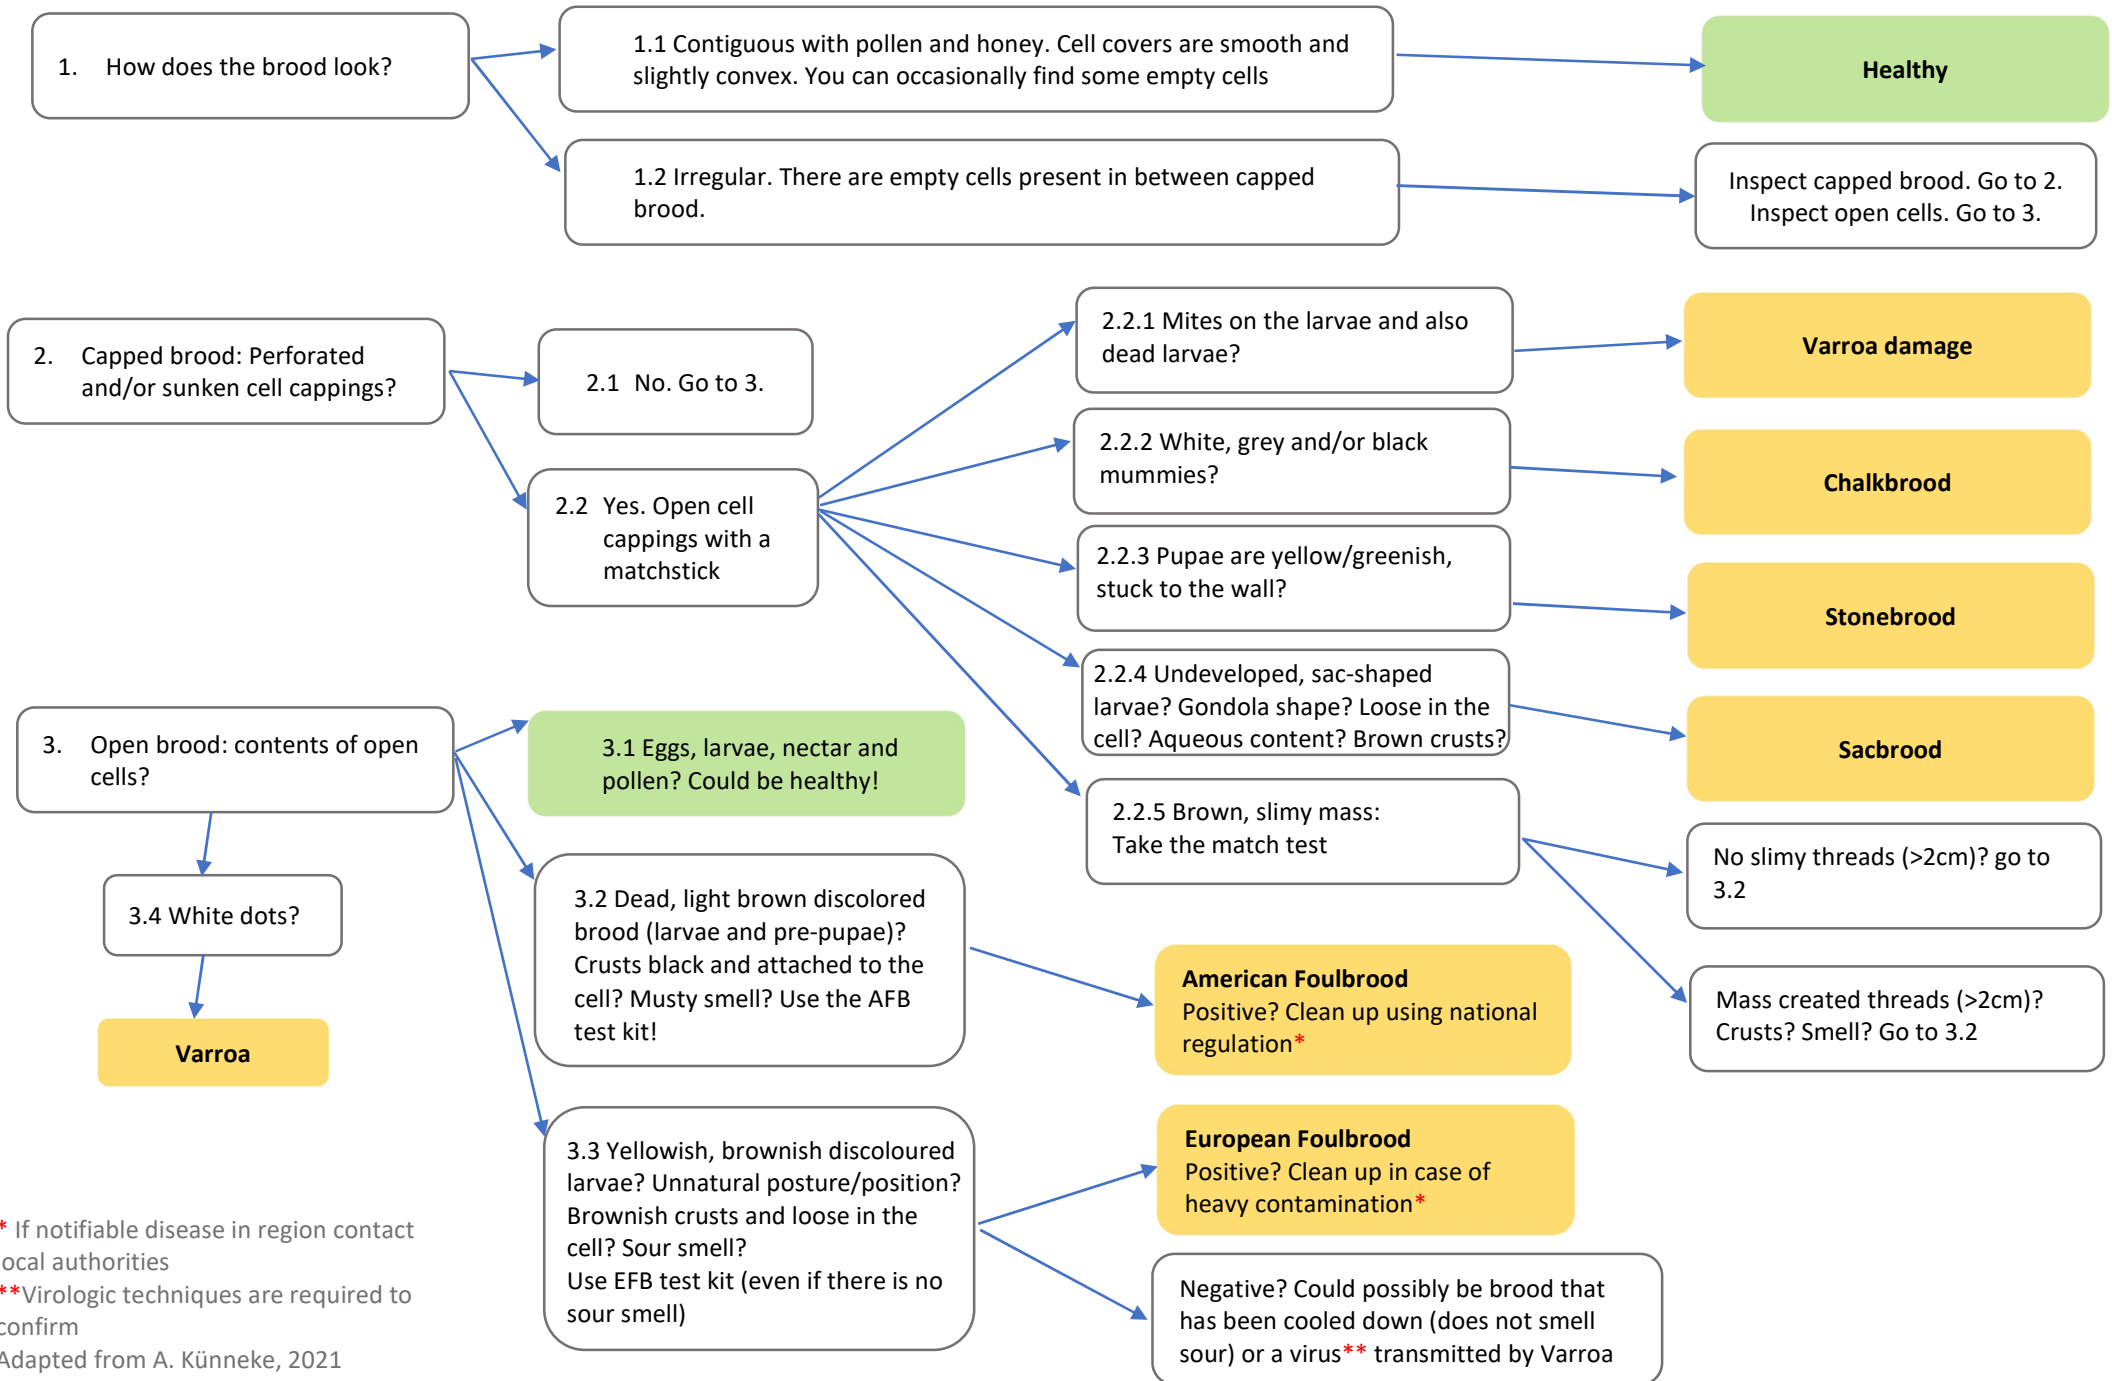 1. How does the brood look?
1.1 Contiguous with pollen and honey. Cell covers are smooth and
slightly convex. You can occasionally find some empty cells
Healthy
1.2 Irregular. There are empty cells present in between capped
brood.
Inspect capped brood. Go to 2.
Inspect open cells. Go to 3.
2. Capped brood: Perforated
and/or sunken cell cappings?
2.1 No. Go to 3.
2.2 Yes. Open cell
cappings with a
matchstick
2.2.1 Mites on the larvae and also
dead larvae?
Varroa damage
2.2.2 White, grey and/or black
mummies?
Chalkbrood
2.2.3 Pupae are yellow/greenish,
stuck to the wall?
Stonebrood
2.2.4 Undeveloped, sac-shaped
larvae? Gondola shape? Loose in the
cell? Aqueous content? Brown crusts?
Sacbrood
2.2.5 Brown, slimy mass:
Take the match test
No slimy threads (>2cm)? go to
3.2
Mass created threads (>2cm)?
Crusts? Smell? Go to 3.2
3. Open brood: contents of open
cells?
3.1 Eggs, larvae, nectar and
pollen? Could be healthy!
3.2 Dead, light brown discolored
brood (larvae and pre-pupae)?
Crusts black and attached to the
cell? Musty smell? Use the AFB
test kit!
American Foulbrood
Positive? Clean up using national
regulation*
3.3 Yellowish, brownish discoloured
larvae? Unnatural posture/position?
Brownish crusts and loose in the
cell? Sour smell?
Use EFB test kit (even if there is no
sour smell)
European Foulbrood
Positive? Clean up in case of
heavy contamination*
Negative? Could possibly be brood that
has been cooled down (does not smell
sour) or a virus** transmitted by Varroa
3.4 White dots?
Varroa
* If notifiable disease in region contact
local authorities
**Virologic techniques are required to
confirm
Adapted from A. Künneke, 2021